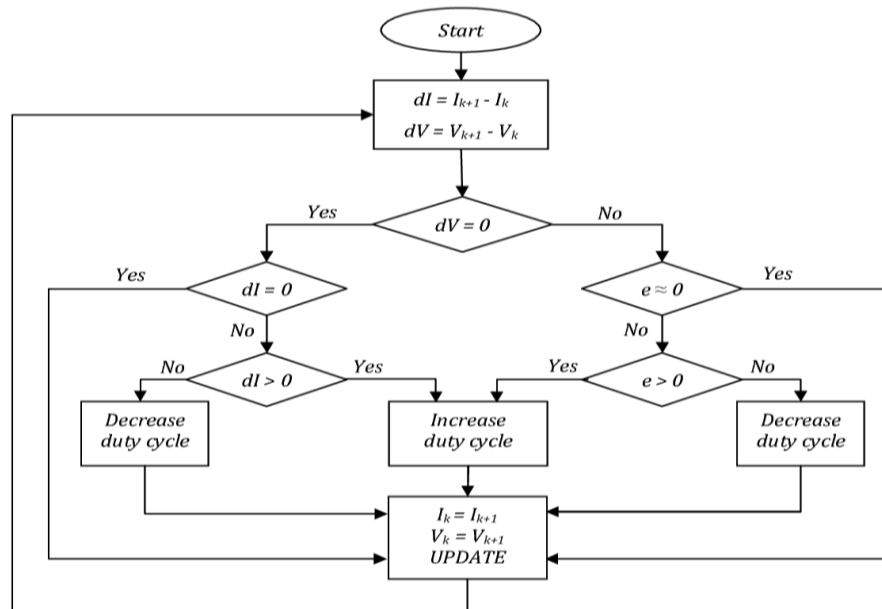 Start
dI = Iₖ₊₁ - Iₖ
dV = Vₖ₊₁ - Vₖ
Yes
dV = 0
No
Yes
dI = 0
e ≈ 0
Yes
No
No
No
dI > 0
Yes
Yes
e > 0
No
Decrease
duty cycle
Increase
duty cycle
Decrease
duty cycle
Iₖ = Iₖ₊₁
Vₖ = Vₖ₊₁
UPDATE